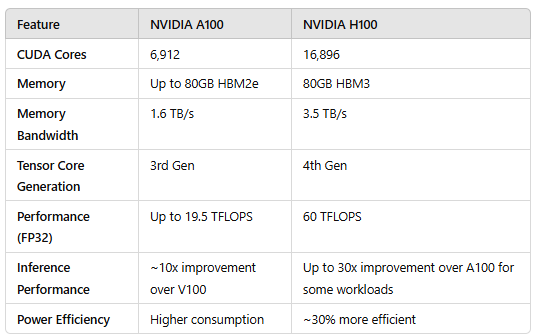 Feature NVIDIA A100 NVIDIA H100
CUDA Cores 6,912 16,896
Memory Up to 80GB HBM2e 80GB HBM3
Memory 1.6 TB/s 3.5 TB/s
Bandwidth
Tensor Core 3rd Gen 4th Gen
Generation
Performance Up to 19.5 TFLOPS 60 TFLOPS
(FP32)
Inference ~10x improvement Up to 30x improvement over A100 for
Performance over V100 some workloads
Power Efficiency Higher consumption ~30% more efficient